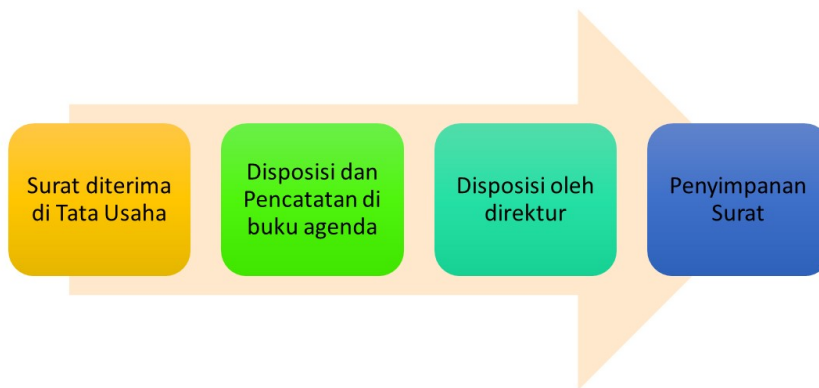 Surat diterima
di Tata Usaha
Disposisi dan
Pencatatan di
buku agenda
Disposisi oleh
direktur
Penyimpanan
Surat